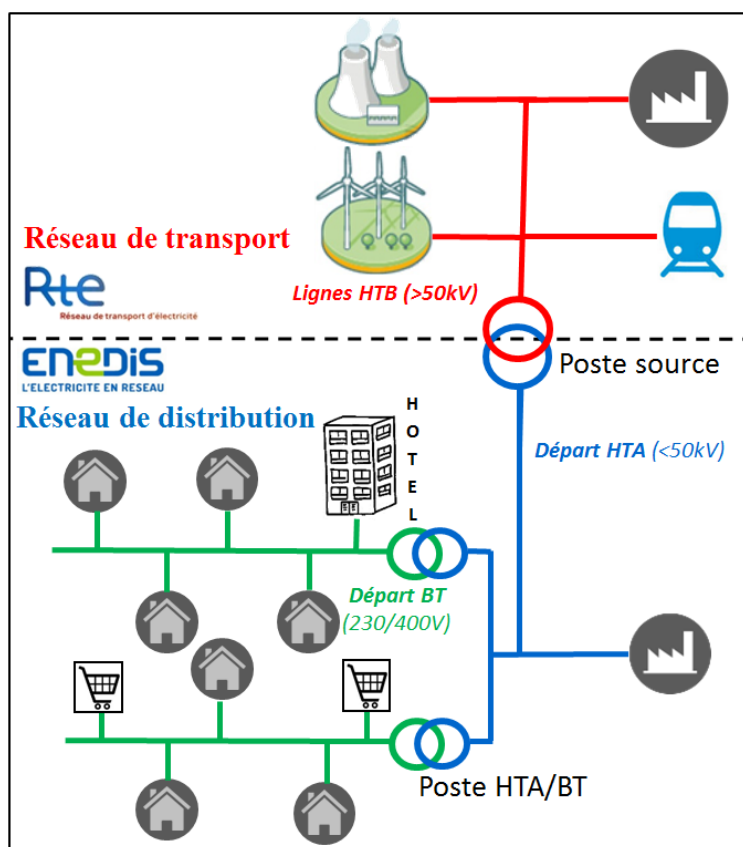 Réseau de transport
Lignes HTB (>50kV)
Rte
Réseau de transport d'électricité
ENEDIS
L'ELECTRICITE EN RESEAU
Poste source
Réseau de distribution
HOTEL
Départ HTA (<50kV)
Départ BT
(230/400V)
Poste HTA/BT